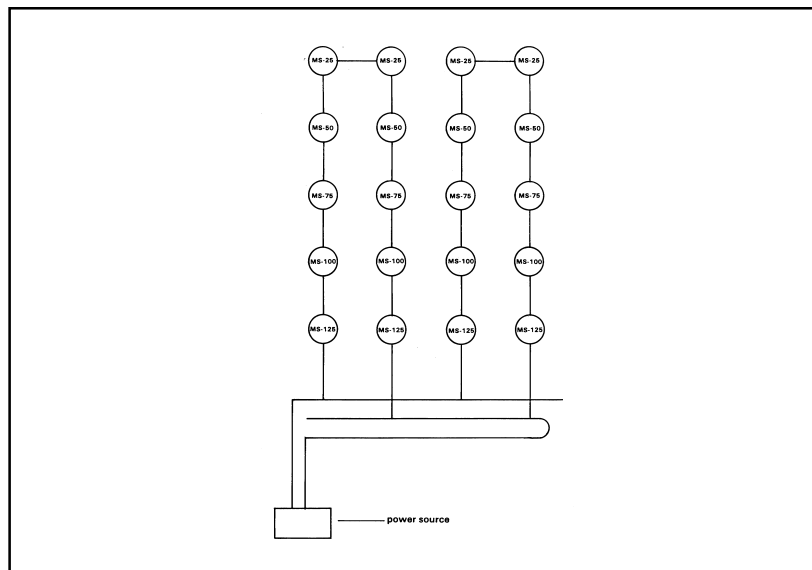 MS-25 MS-25 MS-25 MS-25
MS-50 MS-50 MS-50 MS-50
MS-75 MS-75 MS-75 MS-75
MS-100 MS-100 MS-100 MS-100
MS-125 MS-125 MS-125 MS-125
power source